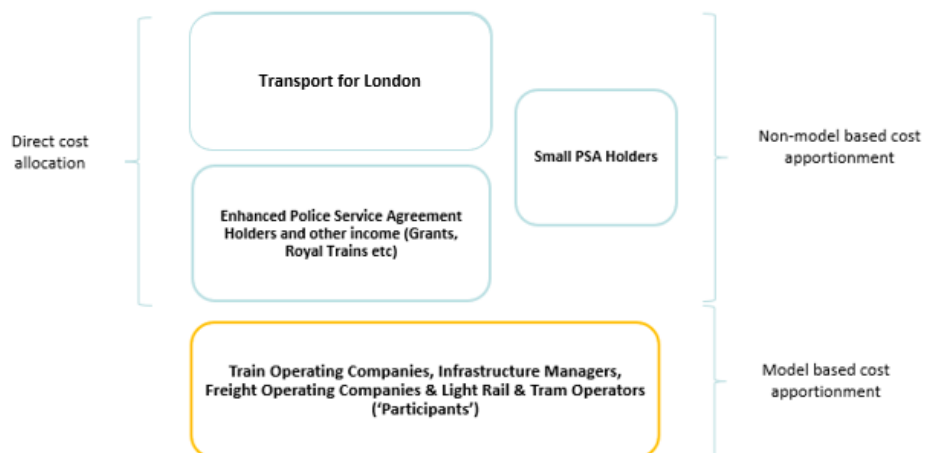 Transport for London
Direct cost
allocation
Small PSA Holders
Non-model based cost
apportionment
Enhanced Police Service Agreement
Holders and other income (Grants,
Royal Trains etc)
Train Operating Companies, Infrastructure Managers,
Freight Operating Companies & Light Rail & Tram Operators
(‘Participants’)
Model based cost
apportionment